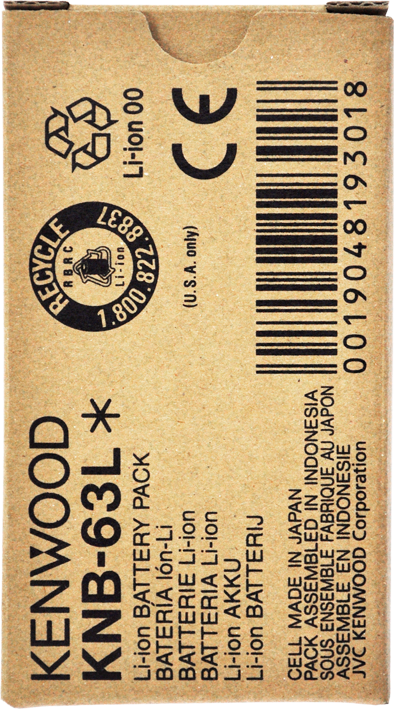 KENWOOD
KNB-63L *
Li-ion BATTERY PACK
BATERÍA Ión-Li
BATTERIE Li-ion
BATTERIA Li-ion
Li-ion AKKU
Li-ion BATTERIJ
CELL MADE IN JAPAN
PACK ASSEMBLED IN INDONESIA
SOUS ENSEMBLE FABRIQUE AU JAPON
ASSEMBLE EN INDONESIE
JVC KENWOOD Corporation
RECYCLE
RBRC
Li-ion
1.800.822.8837
(U.S.A. only)
Li-ion 00
CE
0019048193018